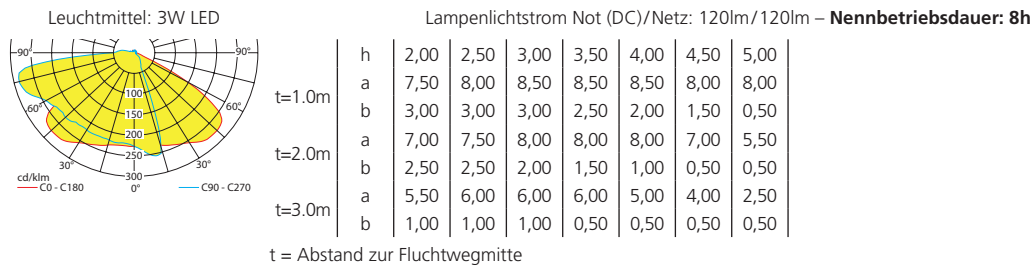 Leuchtmittel: 3W LED
Lampenlichtstrom Not (DC)/Netz: 120lm/120lm – Nennbetriebsdauer: 8h
90° 90°
60° 60°
30° 30°
0°
100
150
200
250
300
cd/klm
C0 - C180 C90 - C270
h 2,00 2,50 3,00 3,50 4,00 4,50 5,00
t=1.0m
a 7,50 8,00 8,50 8,50 8,50 8,00 8,00
b 3,00 3,00 3,00 2,50 2,00 1,50 0,50
t=2.0m
a 7,00 7,50 8,00 8,00 8,00 7,00 5,50
b 2,50 2,50 2,00 1,50 1,00 0,50 0,50
t=3.0m
a 5,50 6,00 6,00 6,00 5,00 4,00 2,50
b 1,00 1,00 1,00 0,50 0,50 0,50 0,50
t = Abstand zur Fluchtwegmitte